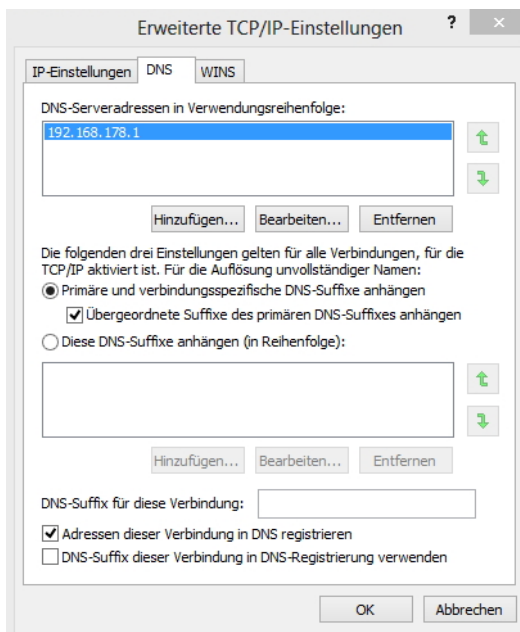 Erweiterte TCP/IP-Einstellungen ? ×
IP-Einstellungen DNS WINS
DNS-Serveradressen in Verwendungsreihenfolge:
192.168.178.1
Hinzufügen... Bearbeiten... Entfernen
Die folgenden drei Einstellungen gelten für alle Verbindungen, für die
TCP/IP aktiviert ist. Für die Auflösung unvollständiger Namen:
Primäre und verbindungsspezifische DNS-Suffixe anhängen
Übergeordnete Suffixe des primären DNS-Suffixes anhängen
Diese DNS-Suffixe anhängen (in Reihenfolge):
Hinzufügen... Bearbeiten... Entfernen
DNS-Suffix für diese Verbindung:
Adressen dieser Verbindung in DNS registrieren
DNS-Suffix dieser Verbindung in DNS-Registrierung verwenden
OK Abbrechen